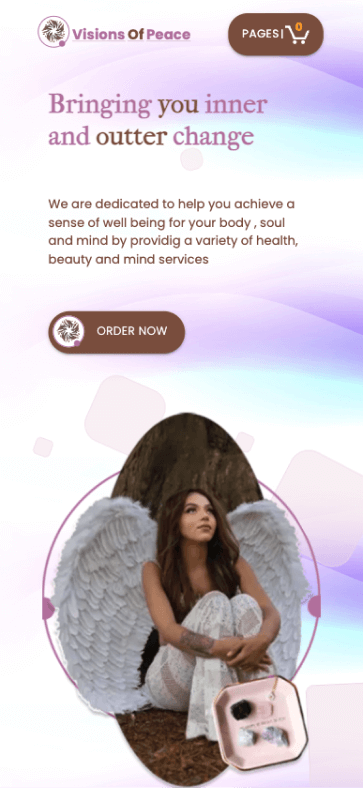 Visions Of Peace
PAGES|
0
Bringing you inner
and outter change
We are dedicated to help you achieve a
sense of well being for your body , soul
and mind by providig a variety of health,
beauty and mind services
ORDER NOW